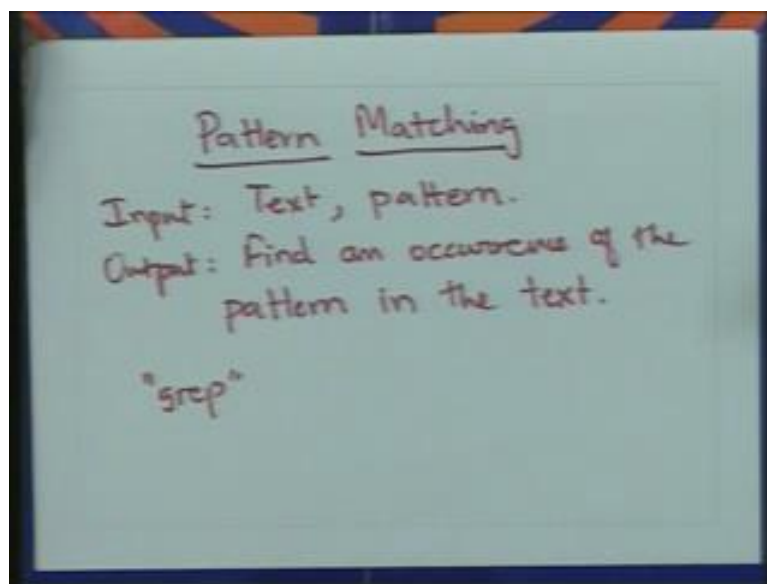 Pattern Matching
Input: Text, pattern.
Output: Find an occurrence of the
pattern in the text.
"grep"